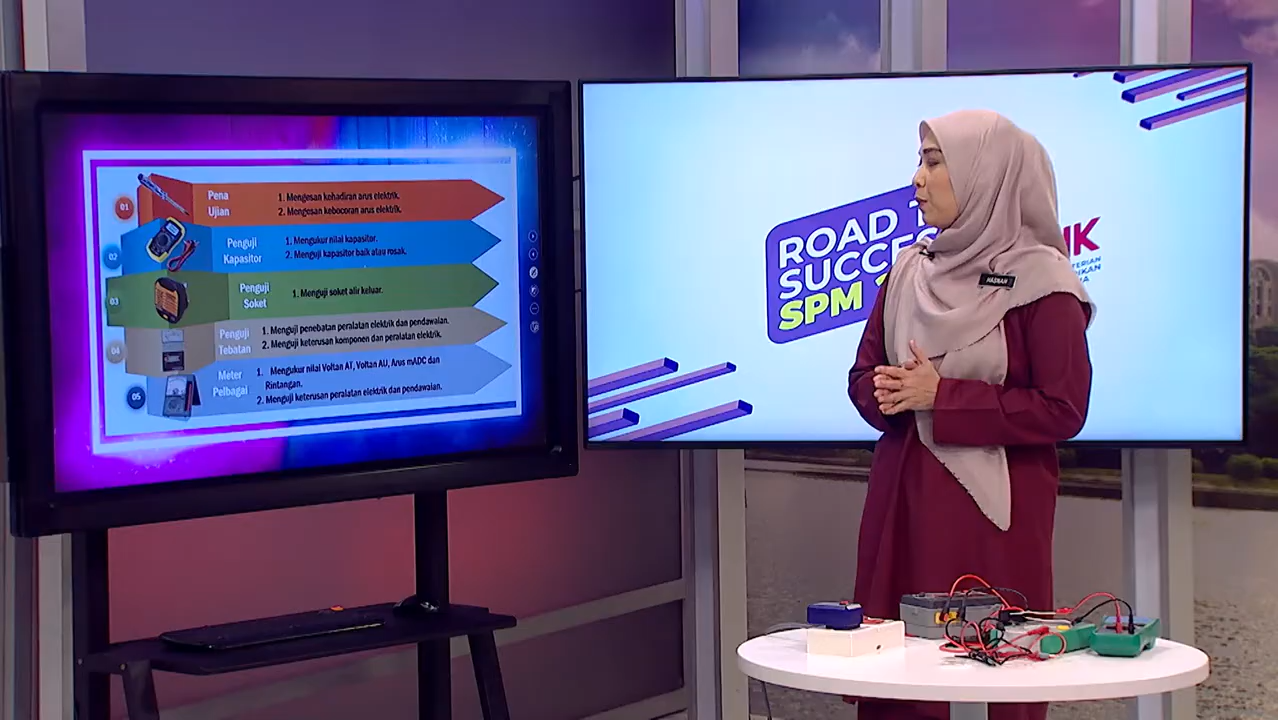 01
Pena
Ujian
1. Mengesan kehadiran arus elektrik.
2. Mengesan kebocoran arus elektrik.
02
Penguji
Kapasitor
1. Mengukur nilai kapasitor.
2. Menguji kapasitor baik atau rosak.
03
Penguji
Soket
1. Menguji soket alir keluar.
04
Penguji
Tebatan
1. Menguji penebatan peralatan elektrik dan pendawaian.
2. Menguji keterusan komponen dan peralatan elektrik.
05
Meter
Pelbagai
1. Mengukur nilai Voltan AT, Voltan AU, Arus mADC dan
Rintangan.
2. Menguji keterusan peralatan elektrik dan pendawaian.
ROAD T
SUCCES
SPM
HASNAH